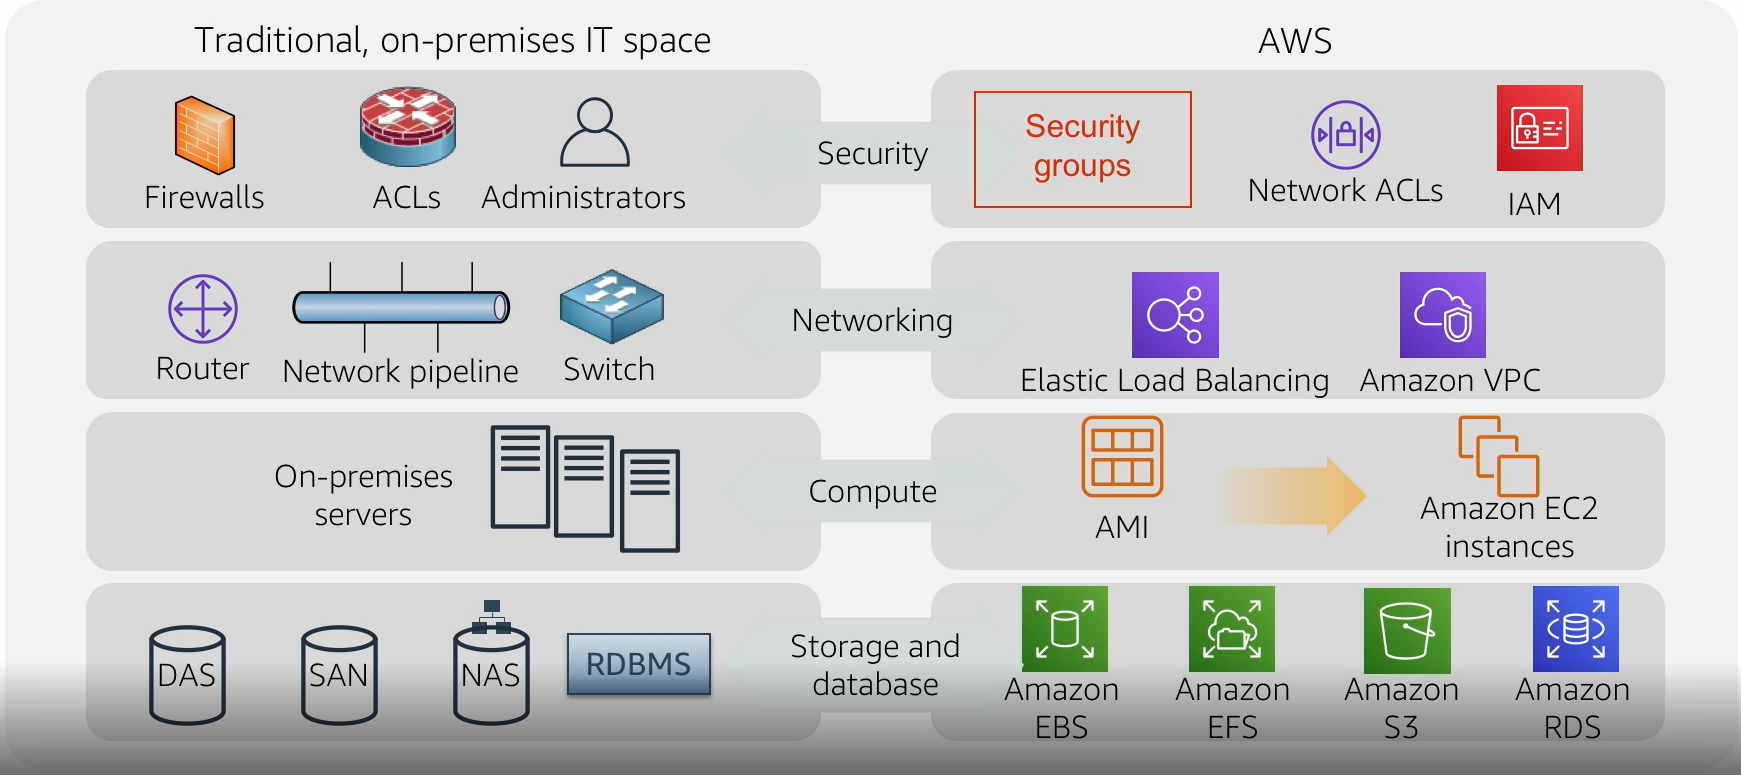 Traditional, on-premises IT space
AWS
Firewalls
ACLs
Administrators
Security
Security
groups
Network ACLs
IAM
Router
Network pipeline
Switch
Networking
Elastic Load Balancing
Amazon VPC
On-premises
servers
Compute
AMI
Amazon EC2
instances
DAS
SAN
NAS
RDBMS
Storage and
database
Amazon
EBS
Amazon
EFS
Amazon
S3
Amazon
RDS